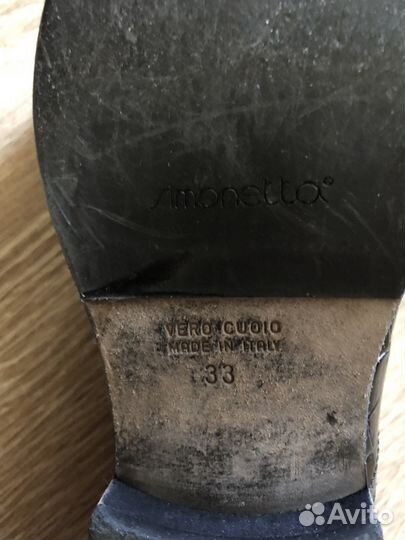 simonetta
VERO CUOIO
MADE IN ITALY
33
Avito